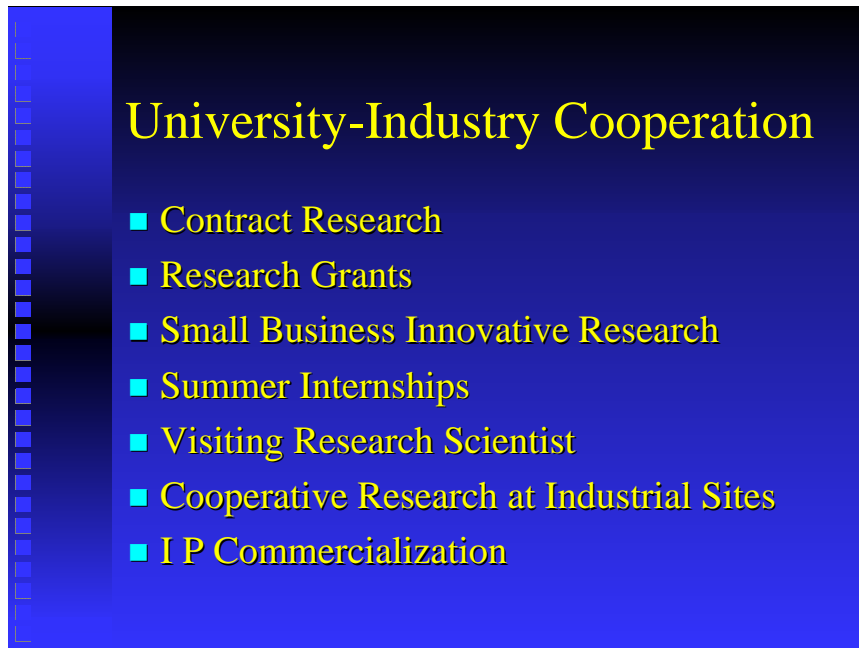 University-Industry Cooperation
Contract Research
Research Grants
Small Business Innovative Research
Summer Internships
Visiting Research Scientist
Cooperative Research at Industrial Sites
I P Commercialization